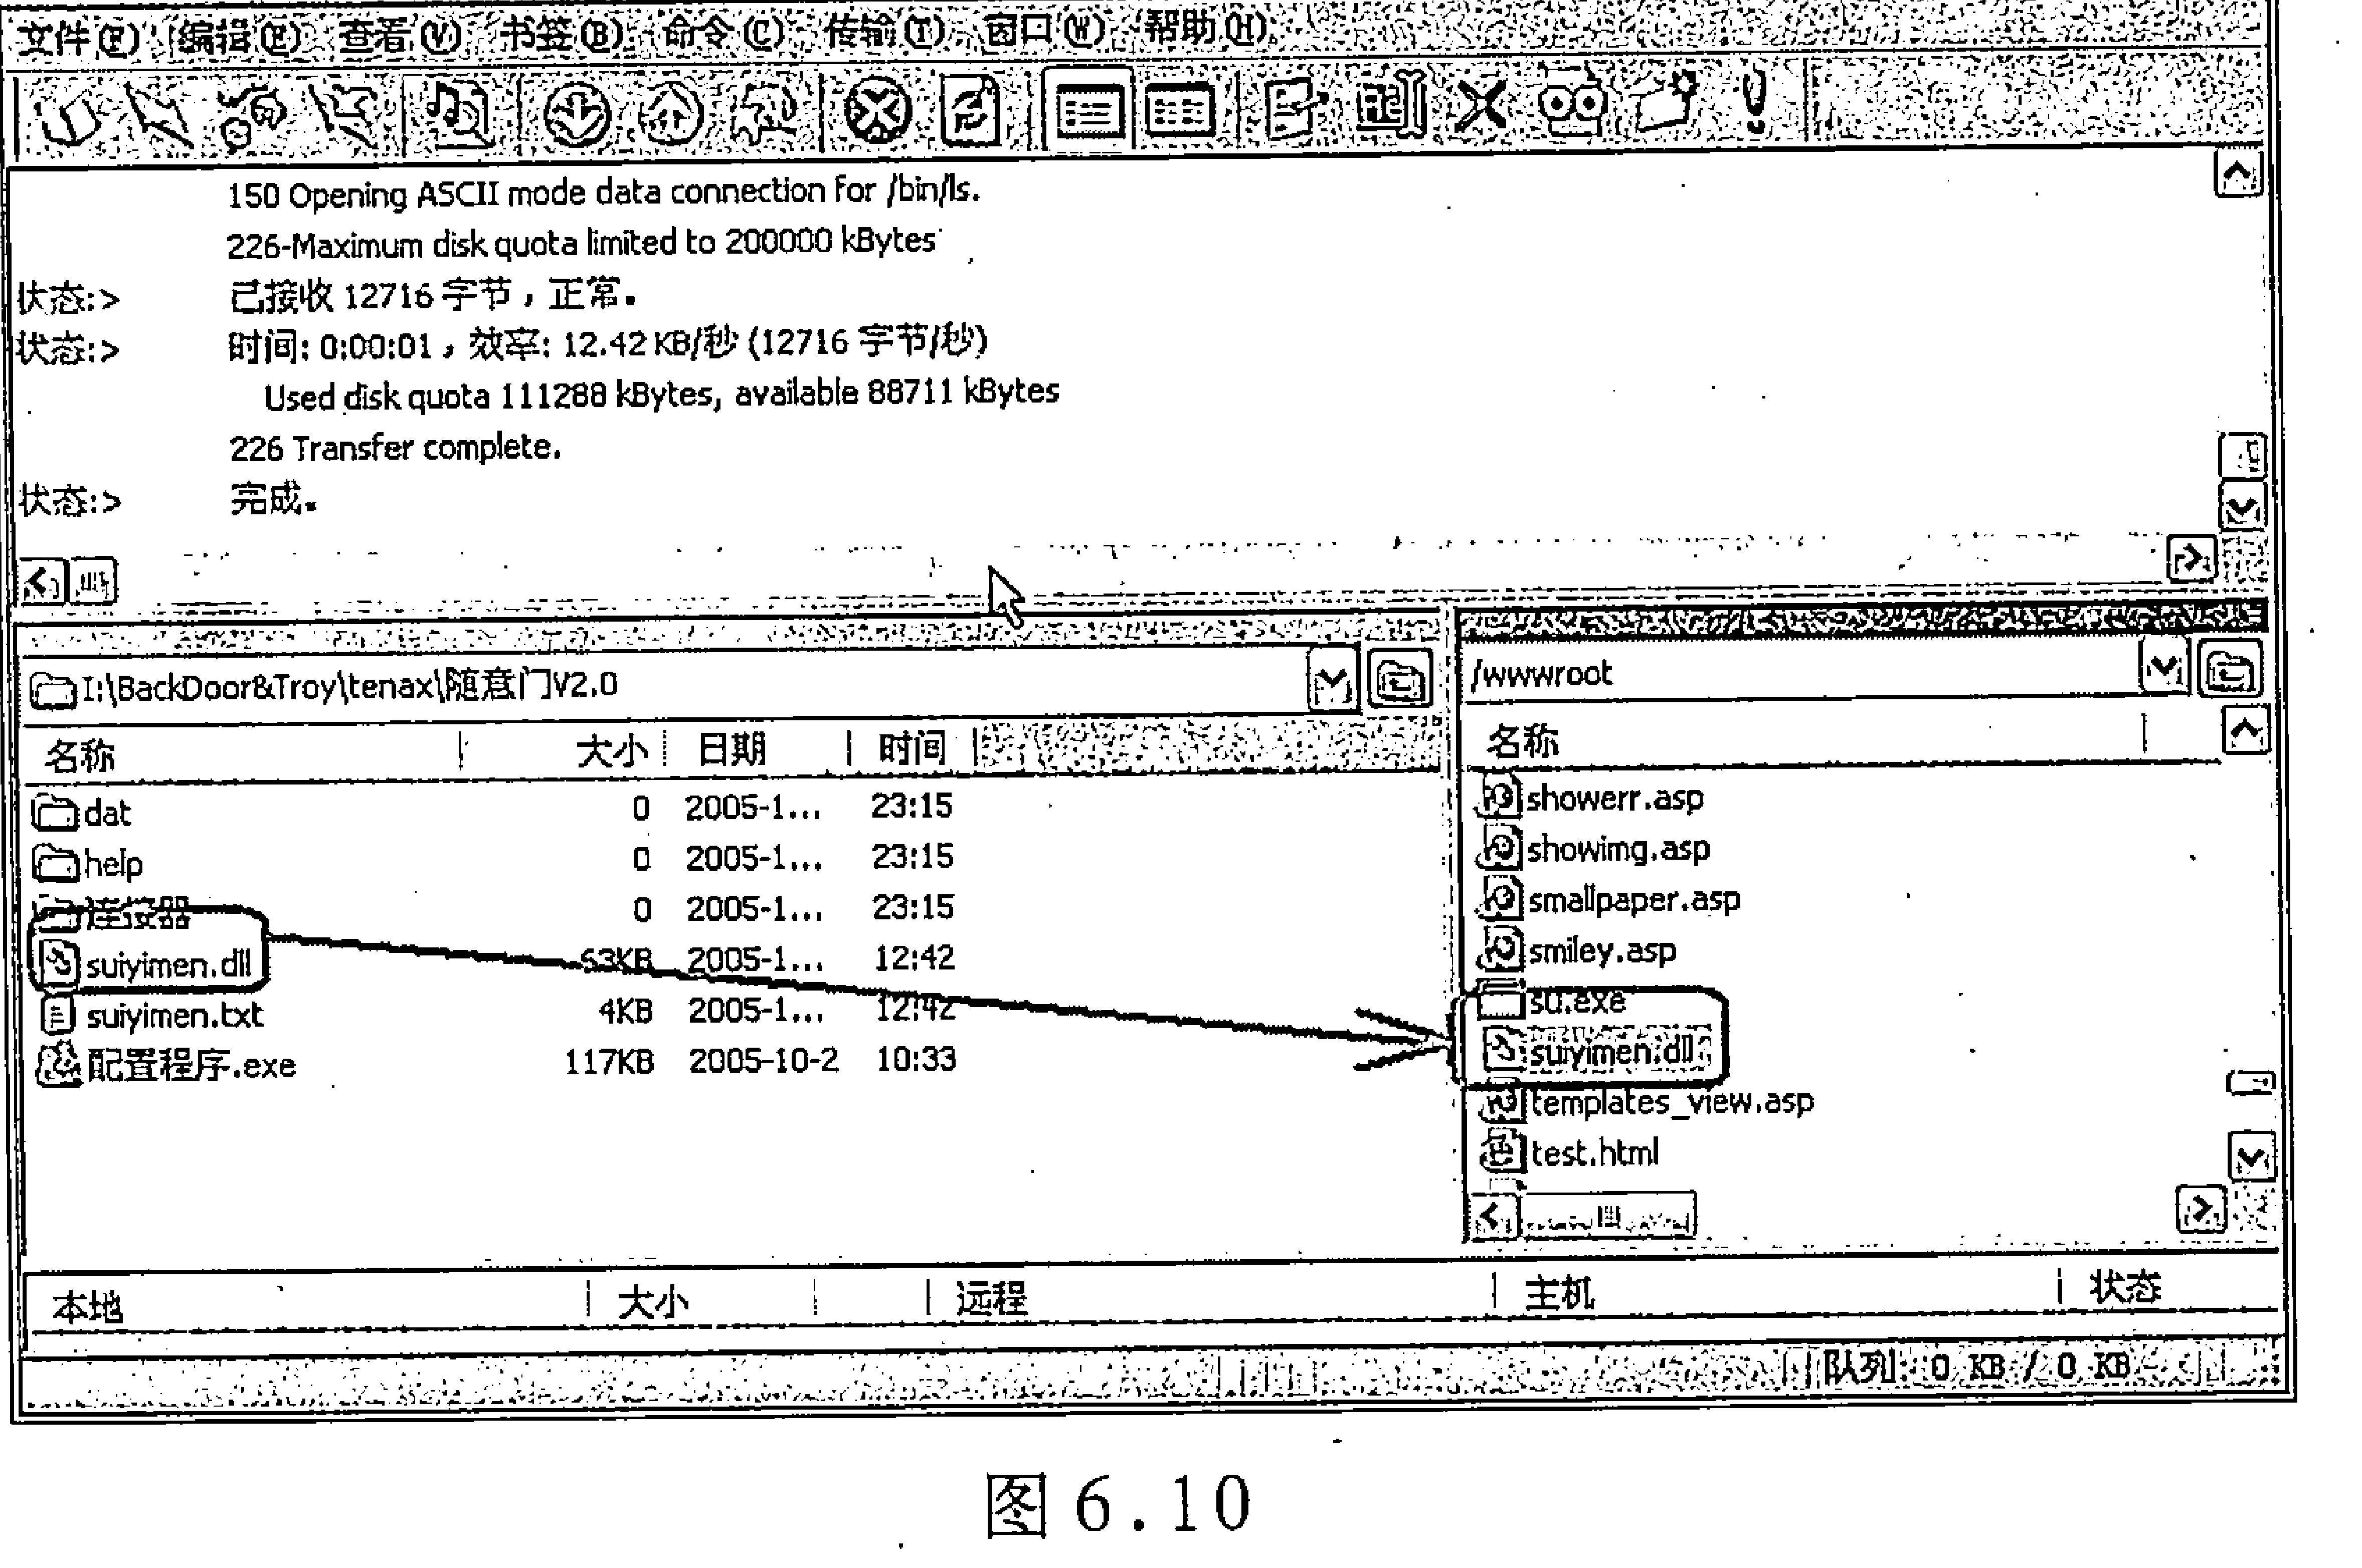 文件(F) 编辑(E) 查看(V) 书签(B) 命令(C) 传输(T) 窗口(W) 帮助(H)
150 Opening ASCII mode data connection for /bin/ls.
226-Maximum disk quota limited to 200000 kBytes
状态:> 已接收 12716 字节，正常。
状态:> 时间: 0:00:01，效率: 12.42 KB/秒 (12716 字节/秒)
Used disk quota 111288 kBytes, available 88711 kBytes
226 Transfer complete.
状态:> 完成。
I:\BackDoor&Troy\tenax\随意门V2.0
名称 大小 日期 时间
dat 0 2005-1... 23:15
help 0 2005-1... 23:15
连接器 0 2005-1... 23:15
suiyimen.dll 63KB 2005-1... 12:42
suiyimen.txt 4KB 2005-1... 12:42
配置程序.exe 117KB 2005-10-2 10:33
/wwwroot
名称
showerr.asp
showimg.asp
smallpaper.asp
smiley.asp
su.exe
suiyimen.dll
templates_view.asp
test.html
本地 大小 远程 主机 状态
队列: 0 KB / 0 KB
图 6.10